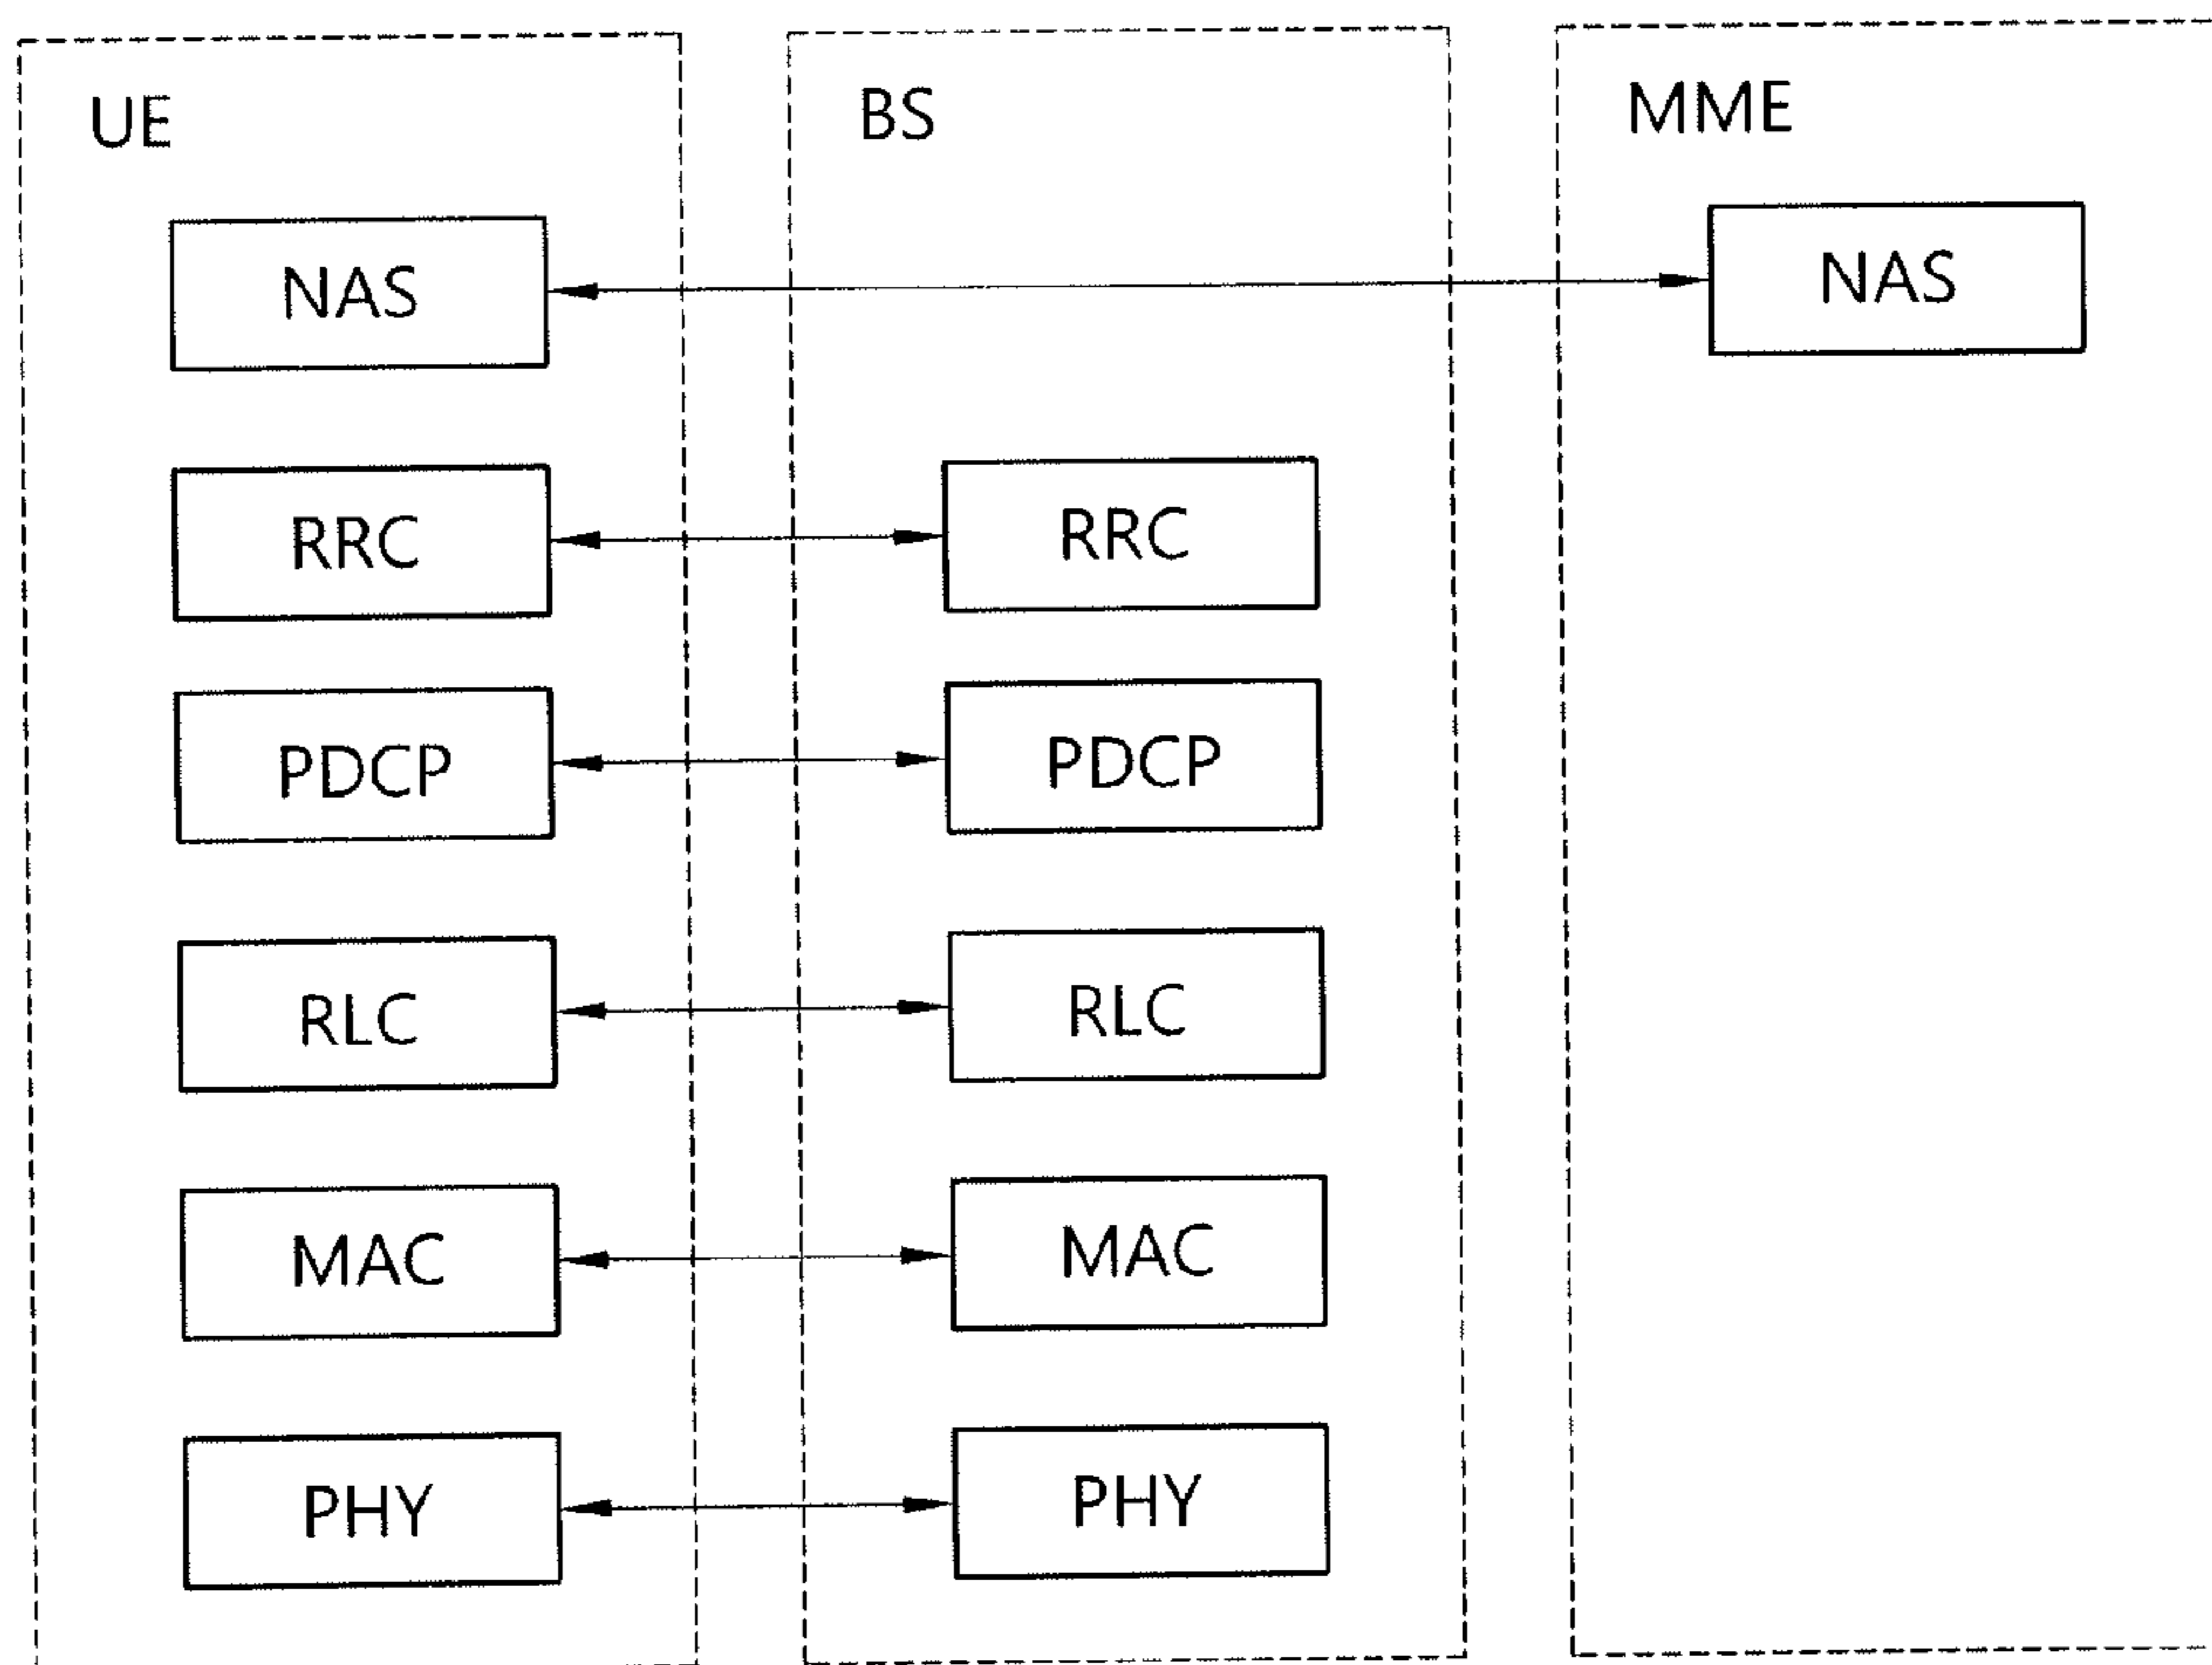 UE BS MME
NAS NAS
RRC RRC
PDCP PDCP
RLC RLC
MAC MAC
PHY PHY